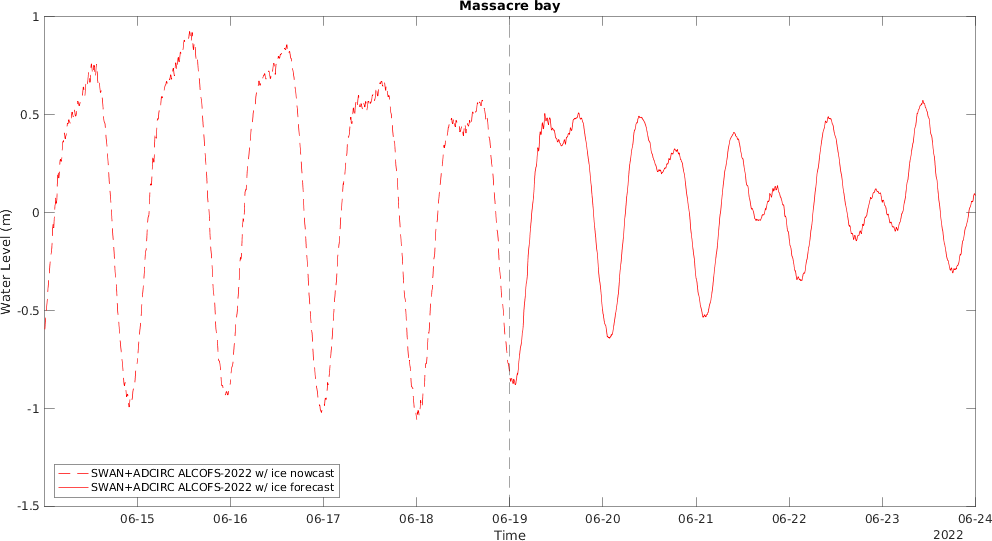 Massacre bay
Water Level (m)
1
0.5
0
-0.5
-1
-1.5
SWAN+ADCIRC ALCOFS-2022 w/ ice nowcast
SWAN+ADCIRC ALCOFS-2022 w/ ice forecast
06-15 06-16 06-17 06-18 06-19 06-20 06-21 06-22 06-23 06-24
Time
2022